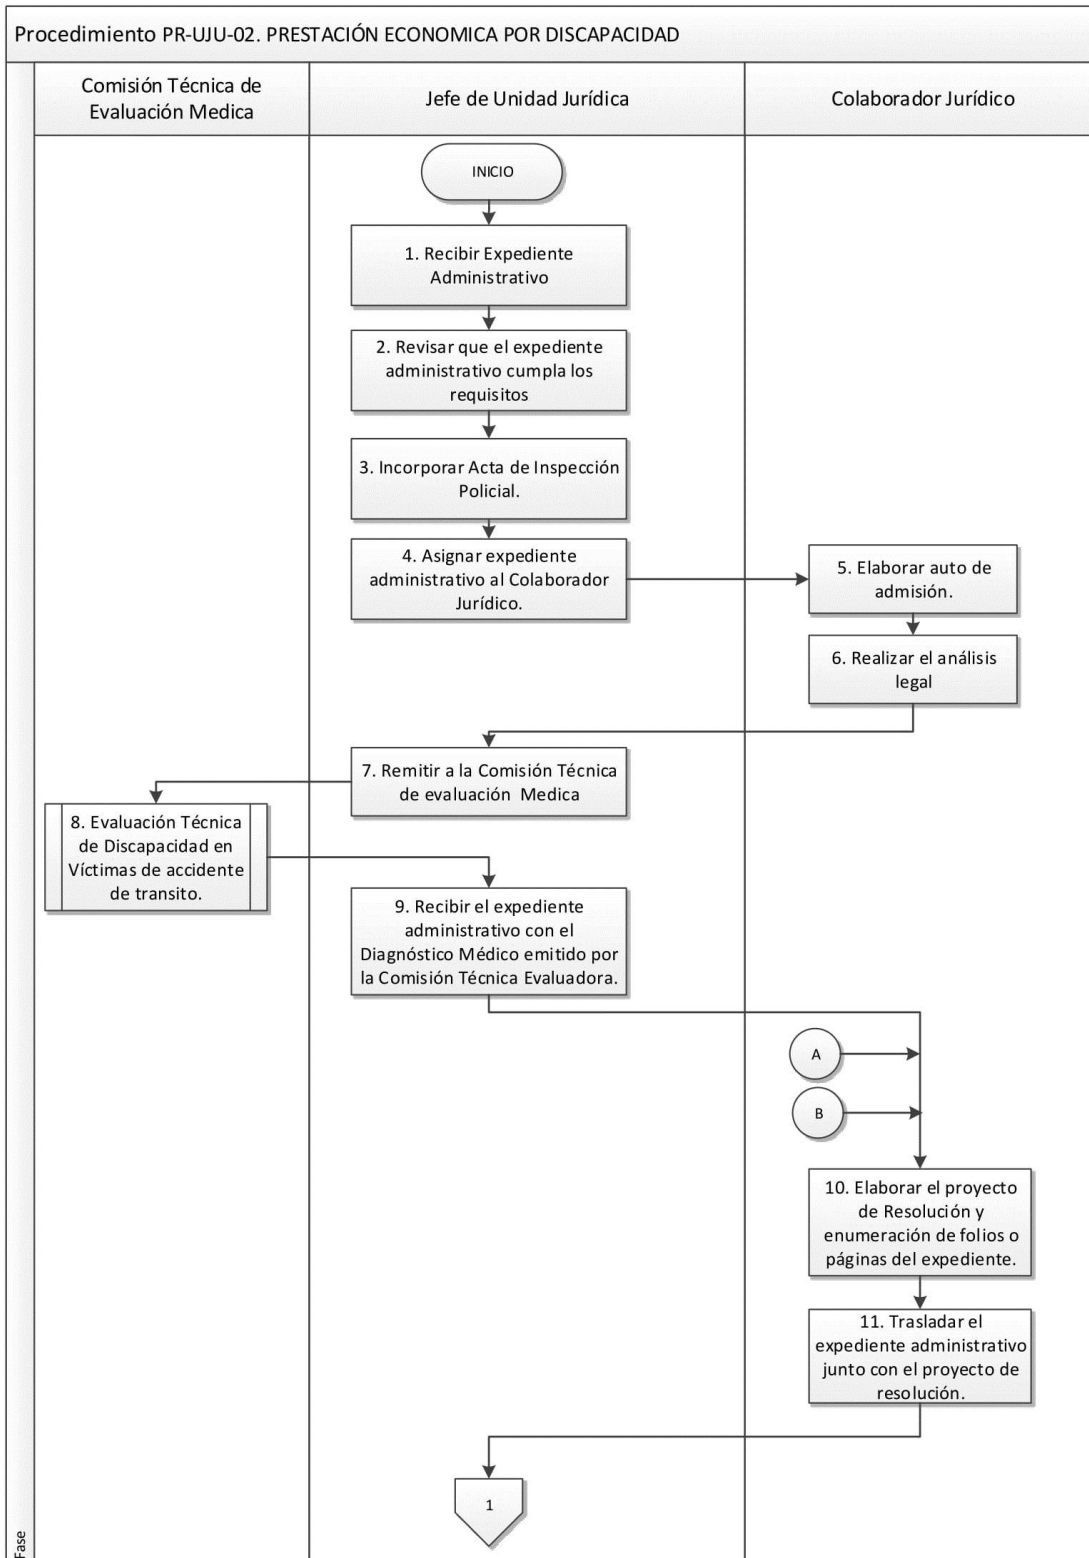 Procedimiento PR-UJU-02. PRESTACIÓN ECONOMICA POR DISCAPACIDAD
Comisión Técnica de
Evaluación Medica
Jefe de Unidad Jurídica
Colaborador Jurídico
INICIO
1. Recibir Expediente
Administrativo
2. Revisar que el expediente
administrativo cumpla los
requisitos
3. Incorporar Acta de Inspección
Policial.
4. Asignar expediente
administrativo al Colaborador
Jurídico.
5. Elaborar auto de
admisión.
6. Realizar el análisis
legal
7. Remitir a la Comisión Técnica
de evaluación Medica
8. Evaluación Técnica
de Discapacidad en
Víctimas de accidente
de transito.
9. Recibir el expediente
administrativo con el
Diagnóstico Médico emitido por
la Comisión Técnica Evaluadora.
A
B
10. Elaborar el proyecto
de Resolución y
enumeración de folios o
páginas del expediente.
11. Trasladar el
expediente administrativo
junto con el proyecto de
resolución.
1
Fase